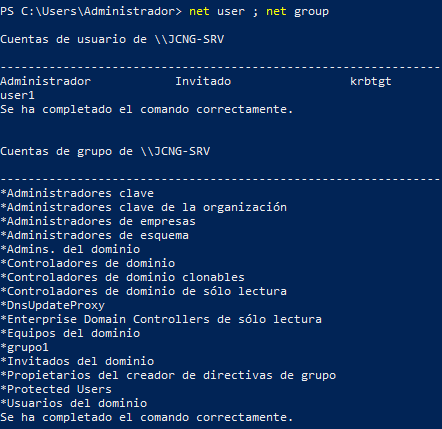 PS C:\Users\Administrador> net user ; net group
Cuentas de usuario de \\JCNG-SRV
-------------------------------------------------------------
Administrador            Invitado                 krbtgt
user1
Se ha completado el comando correctamente.
Cuentas de grupo de \\JCNG-SRV
-------------------------------------------------------------
*Administradores clave
*Administradores clave de la organización
*Administradores de empresas
*Administradores de esquema
*Admins. del dominio
*Controladores de dominio
*Controladores de dominio clonables
*Controladores de dominio de sólo lectura
*DnsUpdateProxy
*Enterprise Domain Controllers de sólo lectura
*Equipos del dominio
*grupo1
*Invitados del dominio
*Propietarios del creador de directivas de grupo
*Protected Users
*Usuarios del dominio
Se ha completado el comando correctamente.